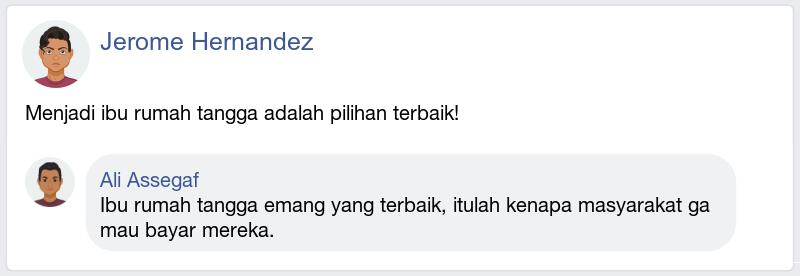 Jerome Hernandez
Menjadi ibu rumah tangga adalah pilihan terbaik!
Ali Assegaf
Ibu rumah tangga emang yang terbaik, itulah kenapa masyarakat ga
mau bayar mereka.